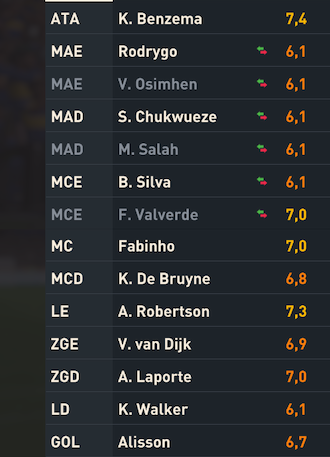 ATA K. Benzema 7,4
MAE Rodrygo 6,1
MAE V. Osimhen 6,1
MAD S. Chukwueze 6,1
MAD M. Salah 6,1
MCE B. Silva 6,1
MCE F. Valverde 7,0
MC Fabinho 7,0
MCD K. De Bruyne 6,8
LE A. Robertson 7,3
ZGE V. van Dijk 6,9
ZGD A. Laporte 7,0
LD K. Walker 6,1
GOL Alisson 6,7